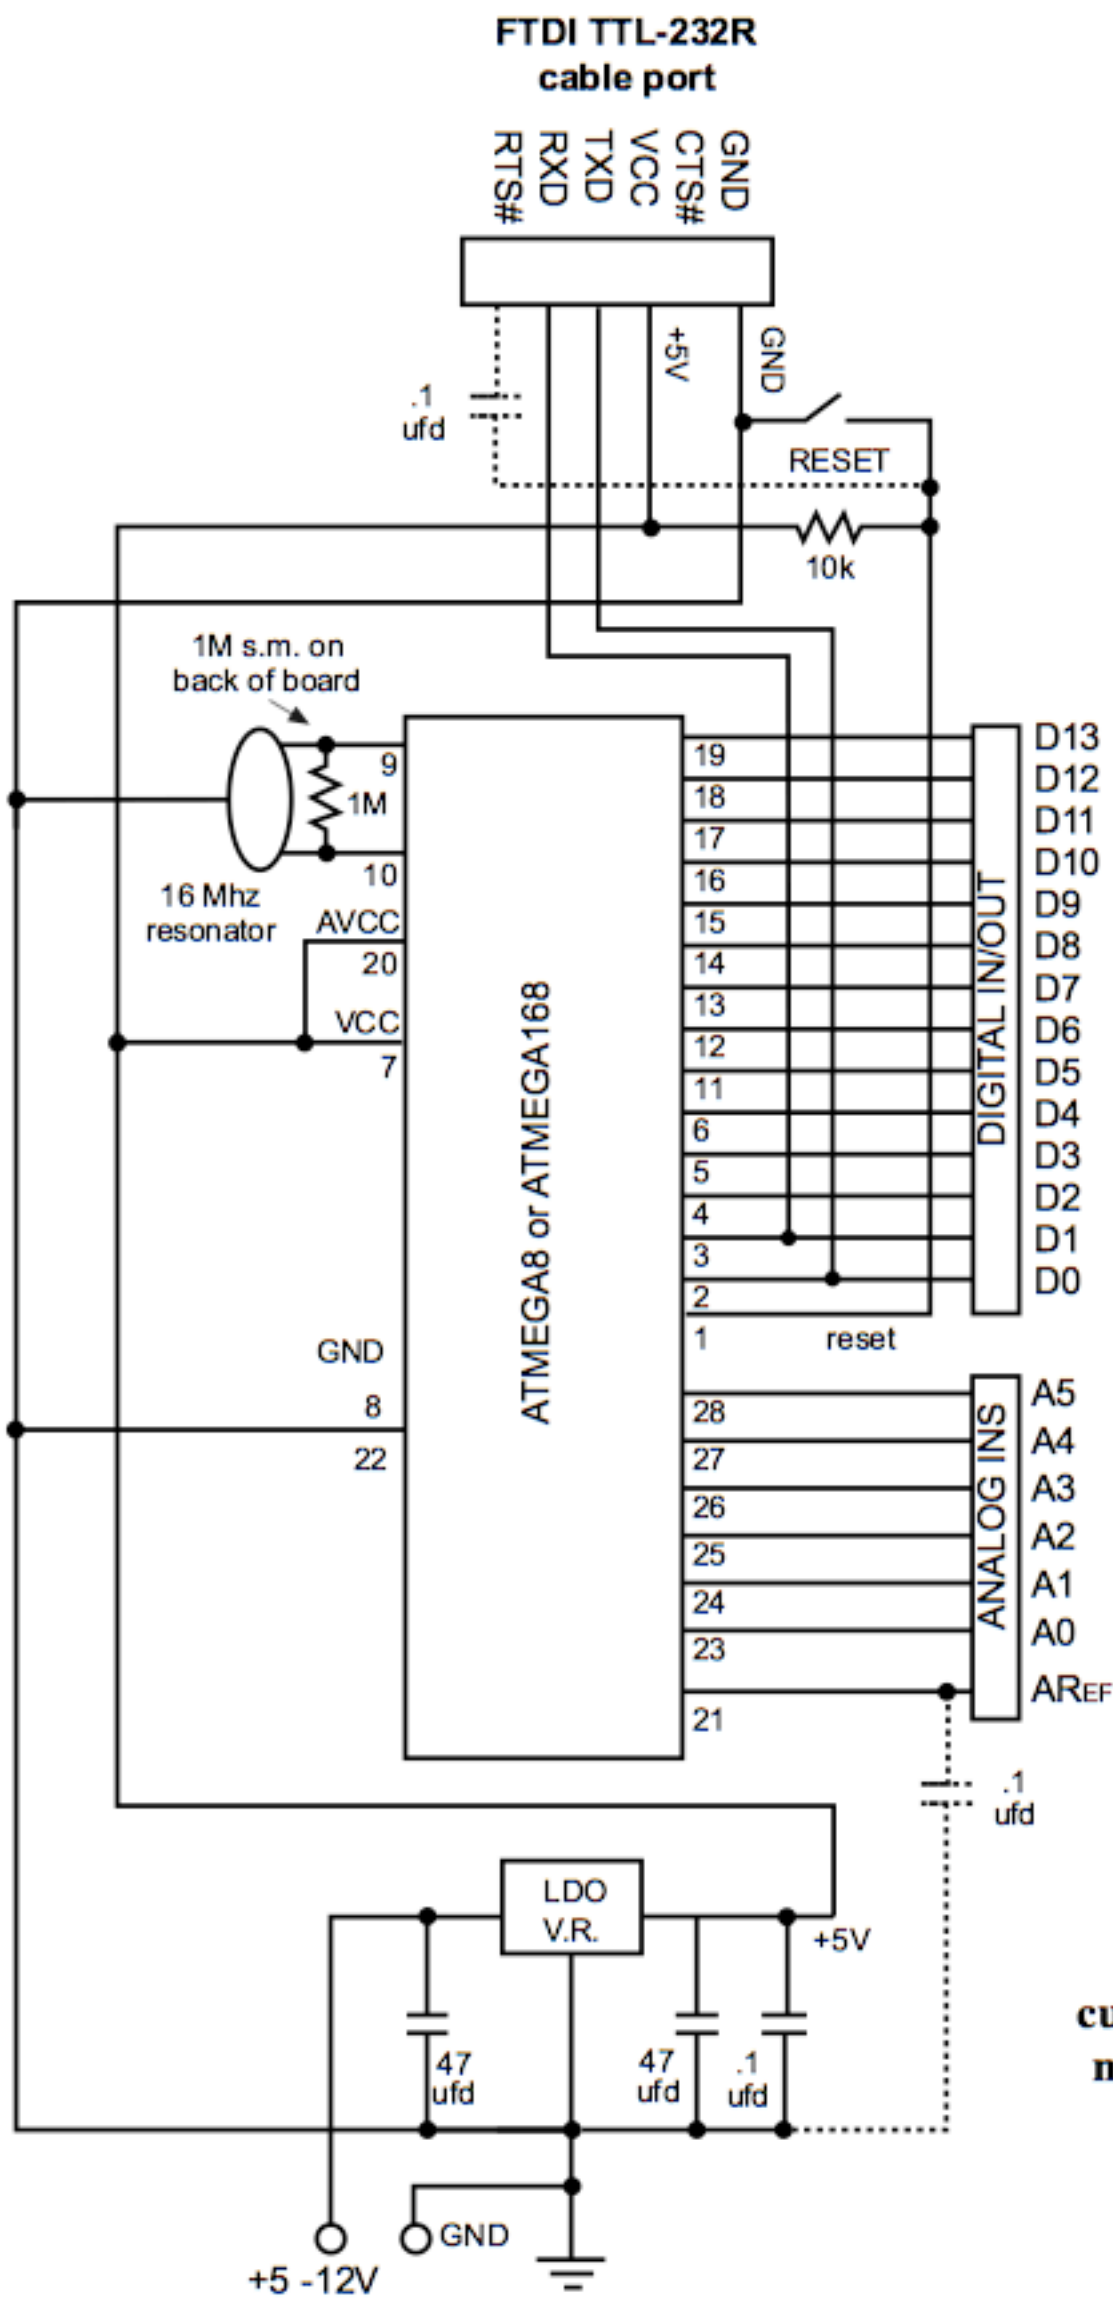 FTDI TTL-232R
cable port
RTS#
RXD
TXD
VCC
CTS#
GND
+5V
GND
.1
ufd
RESET
10k
1M s.m. on
back of board
9
1M
10
16 Mhz
resonator
AVCC
20
VCC
7
GND
8
22
ATMEGA8 or ATMEGA168
19
18
17
16
15
14
13
12
11
6
5
4
3
2
1
reset
28
27
26
25
24
23
21
DIGITAL IN/OUT
D13
D12
D11
D10
D9
D8
D7
D6
D5
D4
D3
D2
D1
D0
ANALOG INS
A5
A4
A3
A2
A1
A0
AREF
.1
ufd
LDO
V.R.
+5V
47
ufd
47
ufd
.1
ufd
cu
GND
+5 -12V